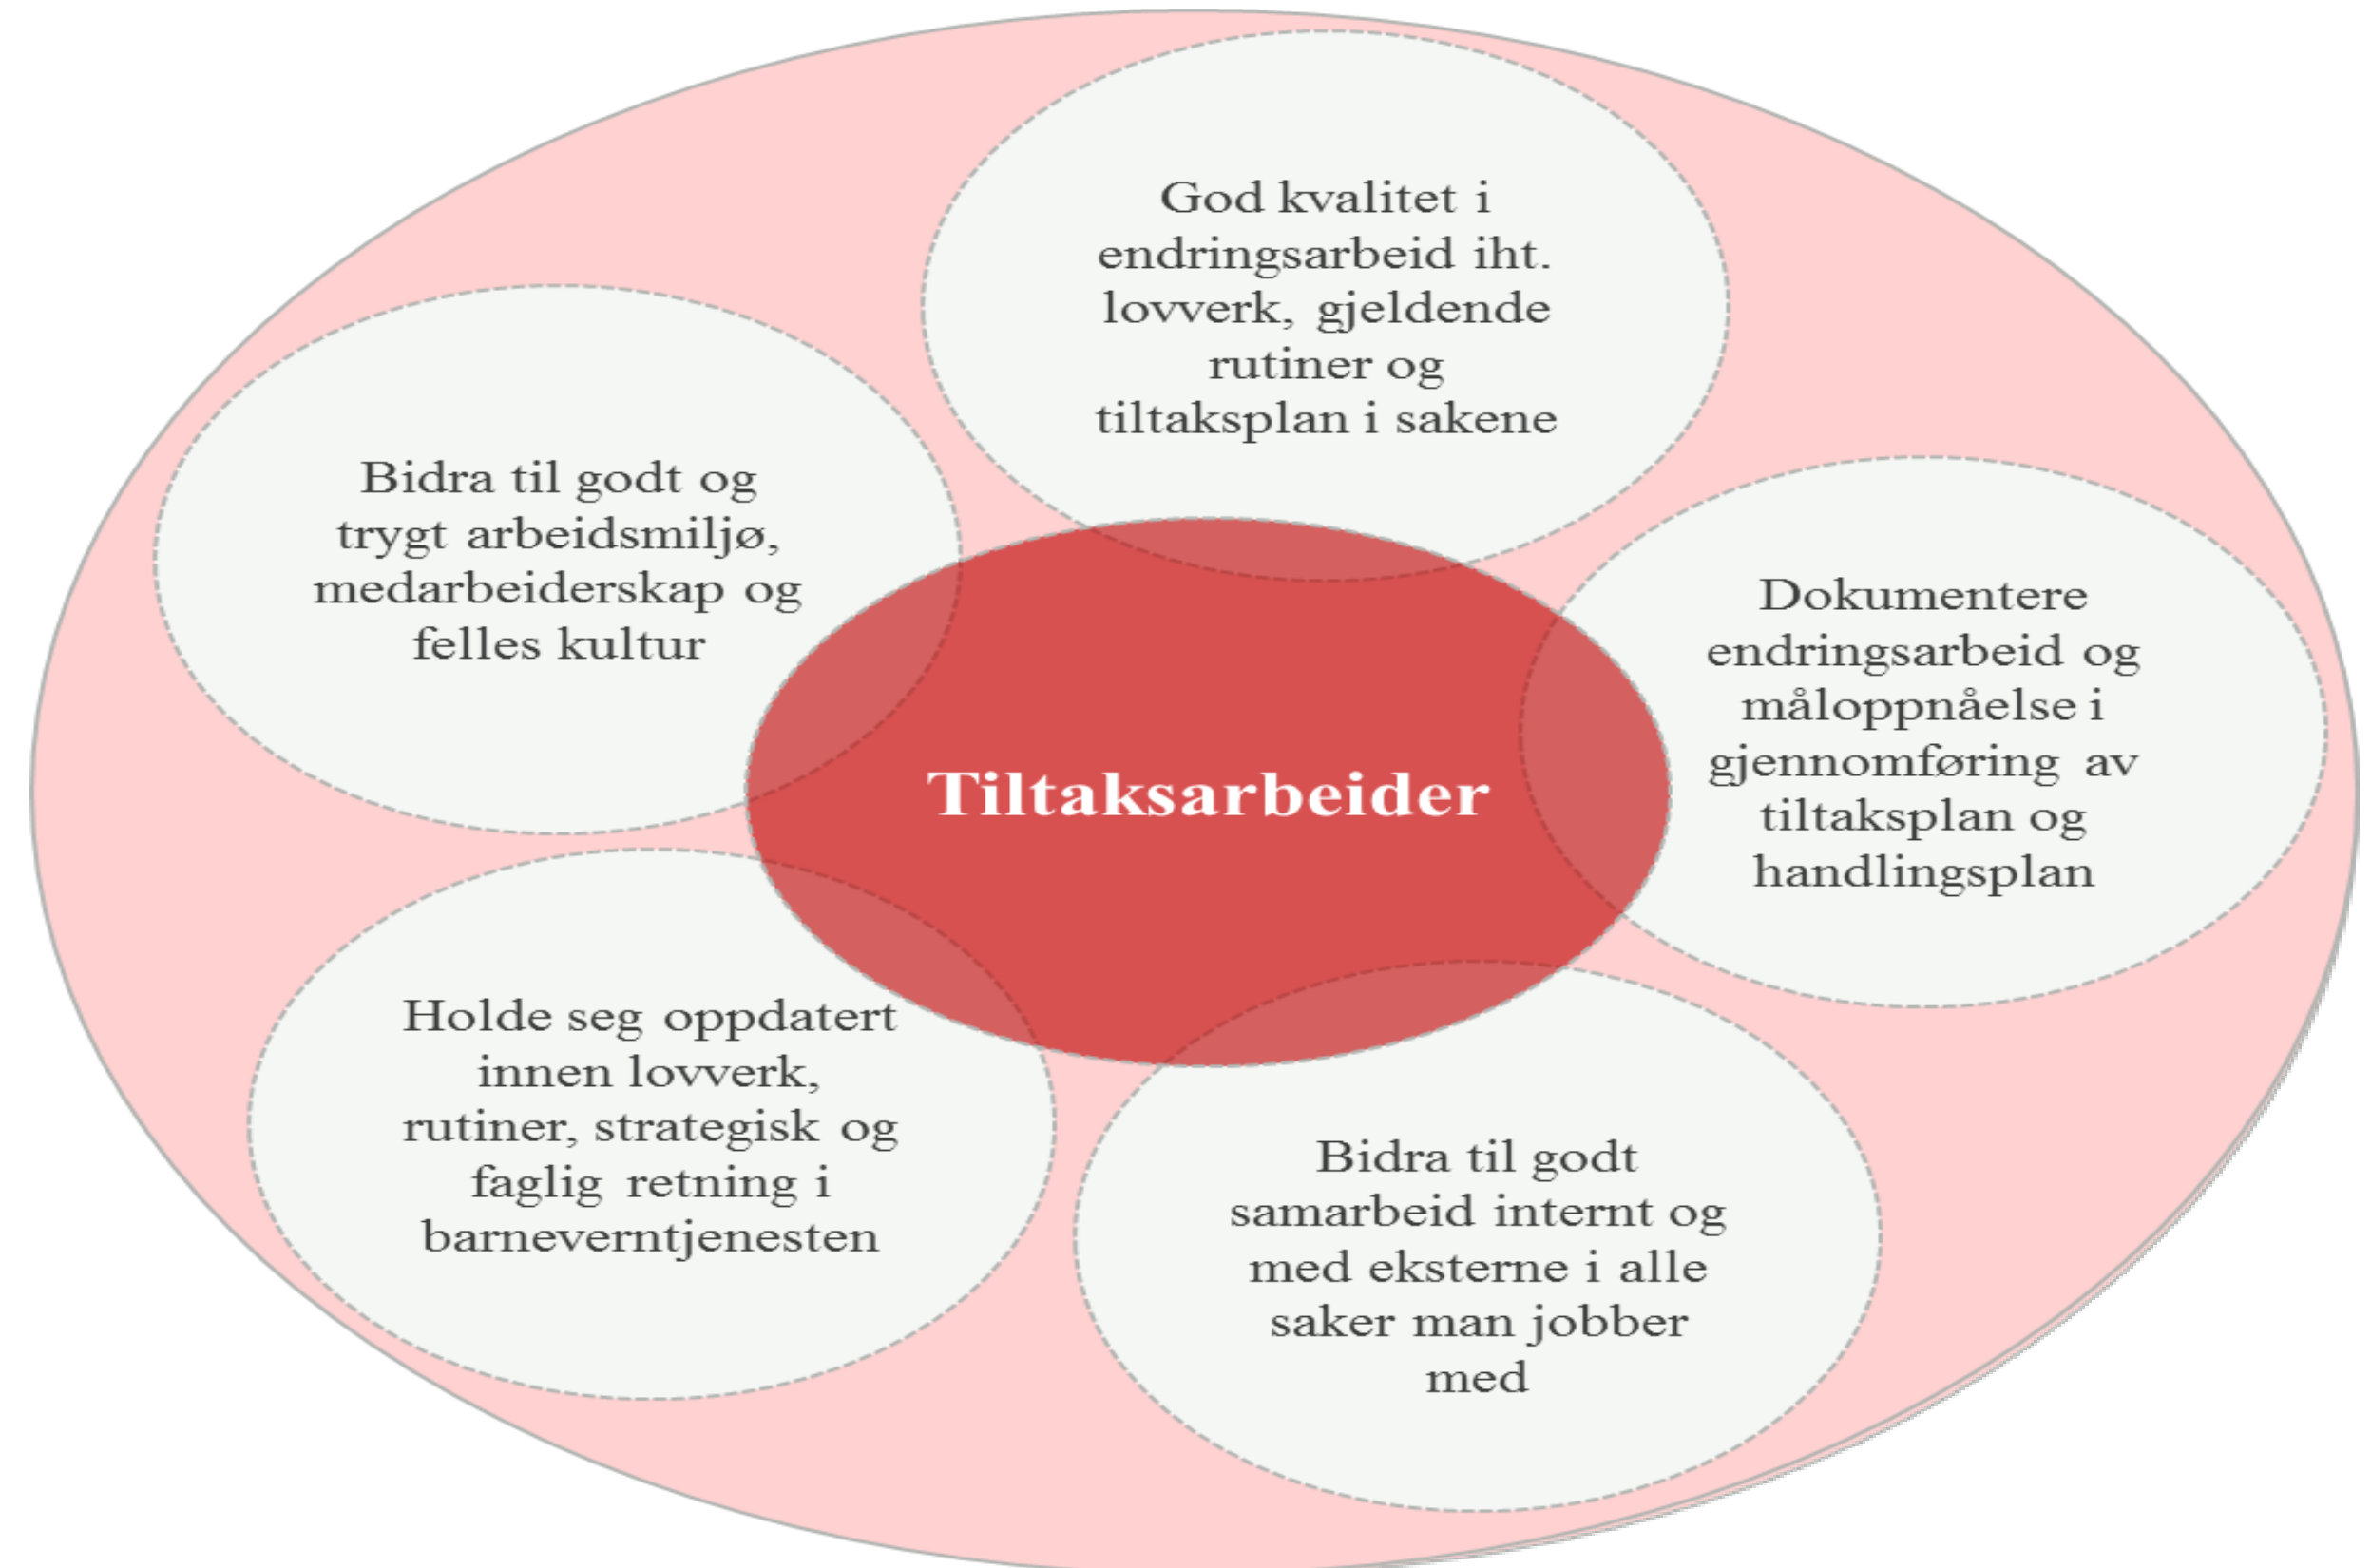 God kvalitet i
endringsarbeid iht.
lovverk, gjeldende
rutiner og
tiltaksplan i sakene
Bidra til godt og
trygt arbeidsmiljø,
medarbeiderskap og
felles kultur
Dokumentere
endringsarbeid og
måloppnåelse i
gjennomføring av
tiltaksplan og
handlingsplan
Tiltaksarbeider
Holde seg oppdatert
innen lovverk,
rutiner, strategisk og
faglig retning i
barneverntjenesten
Bidra til godt
samarbeid internt og
med eksterne i alle
saker man jobber
med